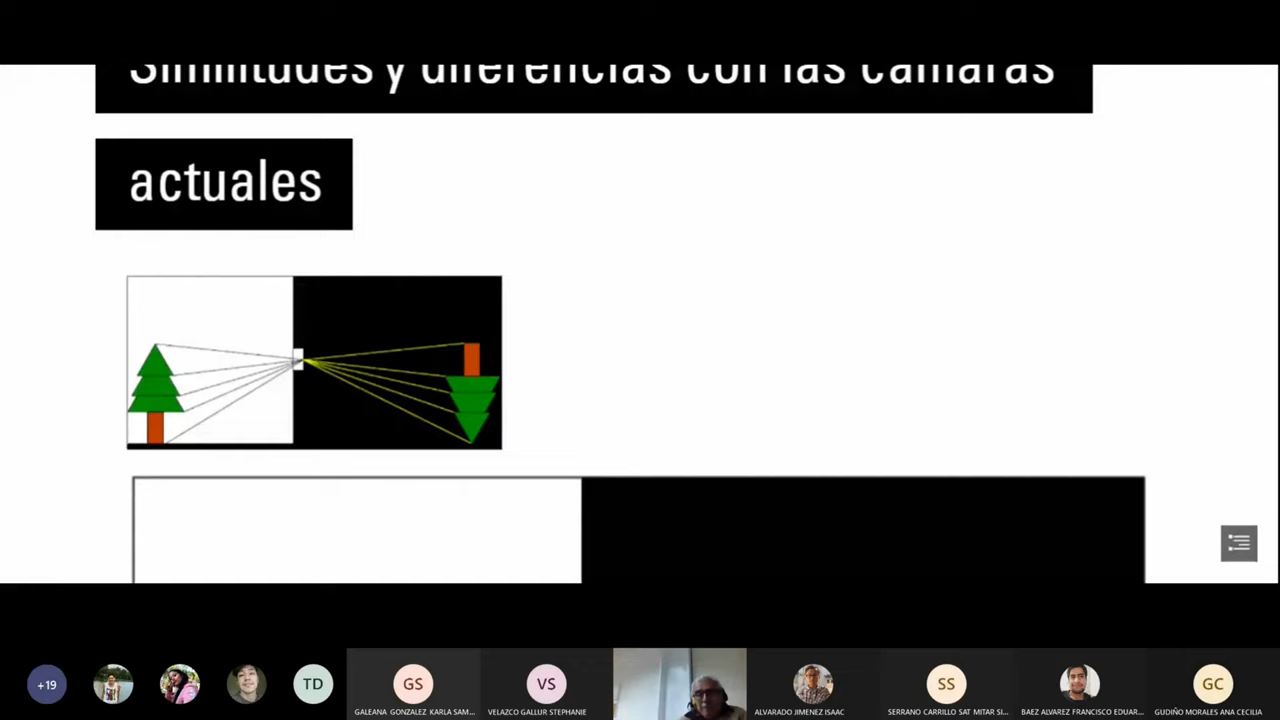 Similitudes y diferencias con las cámaras
actuales
+19
TD
GS
VS
SS
GC
GALEANA GONZALEZ KARLA SAM...
VELAZCO GALLUR STEPHANIE
ALVARADO JIMENEZ ISAAC
SERRANO CARRILLO SAT MITAR SI...
BAEZ ALVAREZ FRANCISCO EDUAR...
GUDIÑO MORALES ANA CECILIA